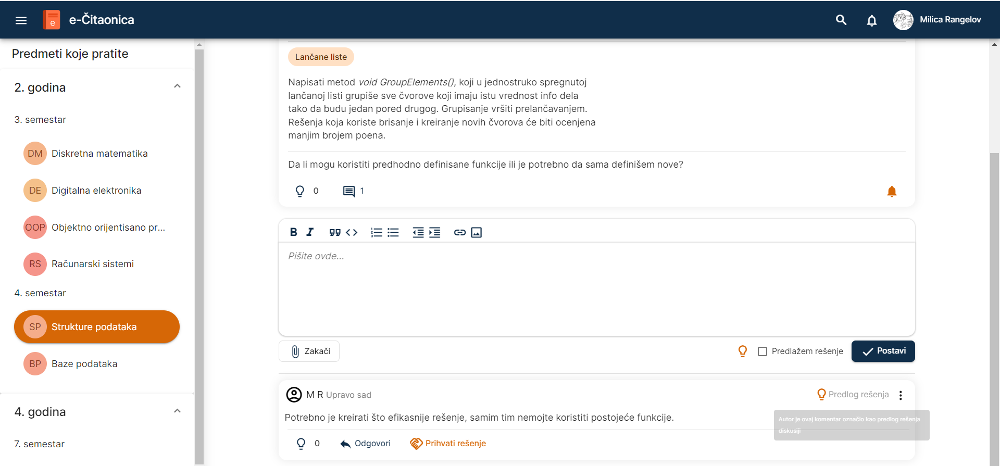 e e-Čitaonica
Milica Rangelov
Predmeti koje pratite
2. godina
3. semestar
DM Diskretna matematika
DE Digitalna elektronika
OOP Objektno orijentisano pr...
RS Računarski sistemi
4. semestar
SP Strukture podataka
BP Baze podataka
4. godina
7. semestar
Lančane liste
Napisati metod void GroupElements(), koji u jednostruko spregnutoj
lančanoj listi grupiše sve čvorove koji imaju istu vrednost info dela
tako da budu jedan pored drugog. Grupisanje vršiti prelančavanjem.
Rešenja koja koriste brisanje i kreiranje novih čvorova će biti ocenjena
manjim brojem poena.
Da li mogu koristiti predhodno definisane funkcije ili je potrebno da sama definišem nove?
0 1
Pišite ovde...
Zakači
Predlažem rešenje
Postavi
M R Upravo sad
Predlog rešenja
Potrebno je kreirati što efikasnije rešenje, samim tim nemojte koristiti postojeće funkcije.
Autor je ovaj komentar označio kao predlog rešenja
diskusiji
0 Odgovori Prihvati rešenje